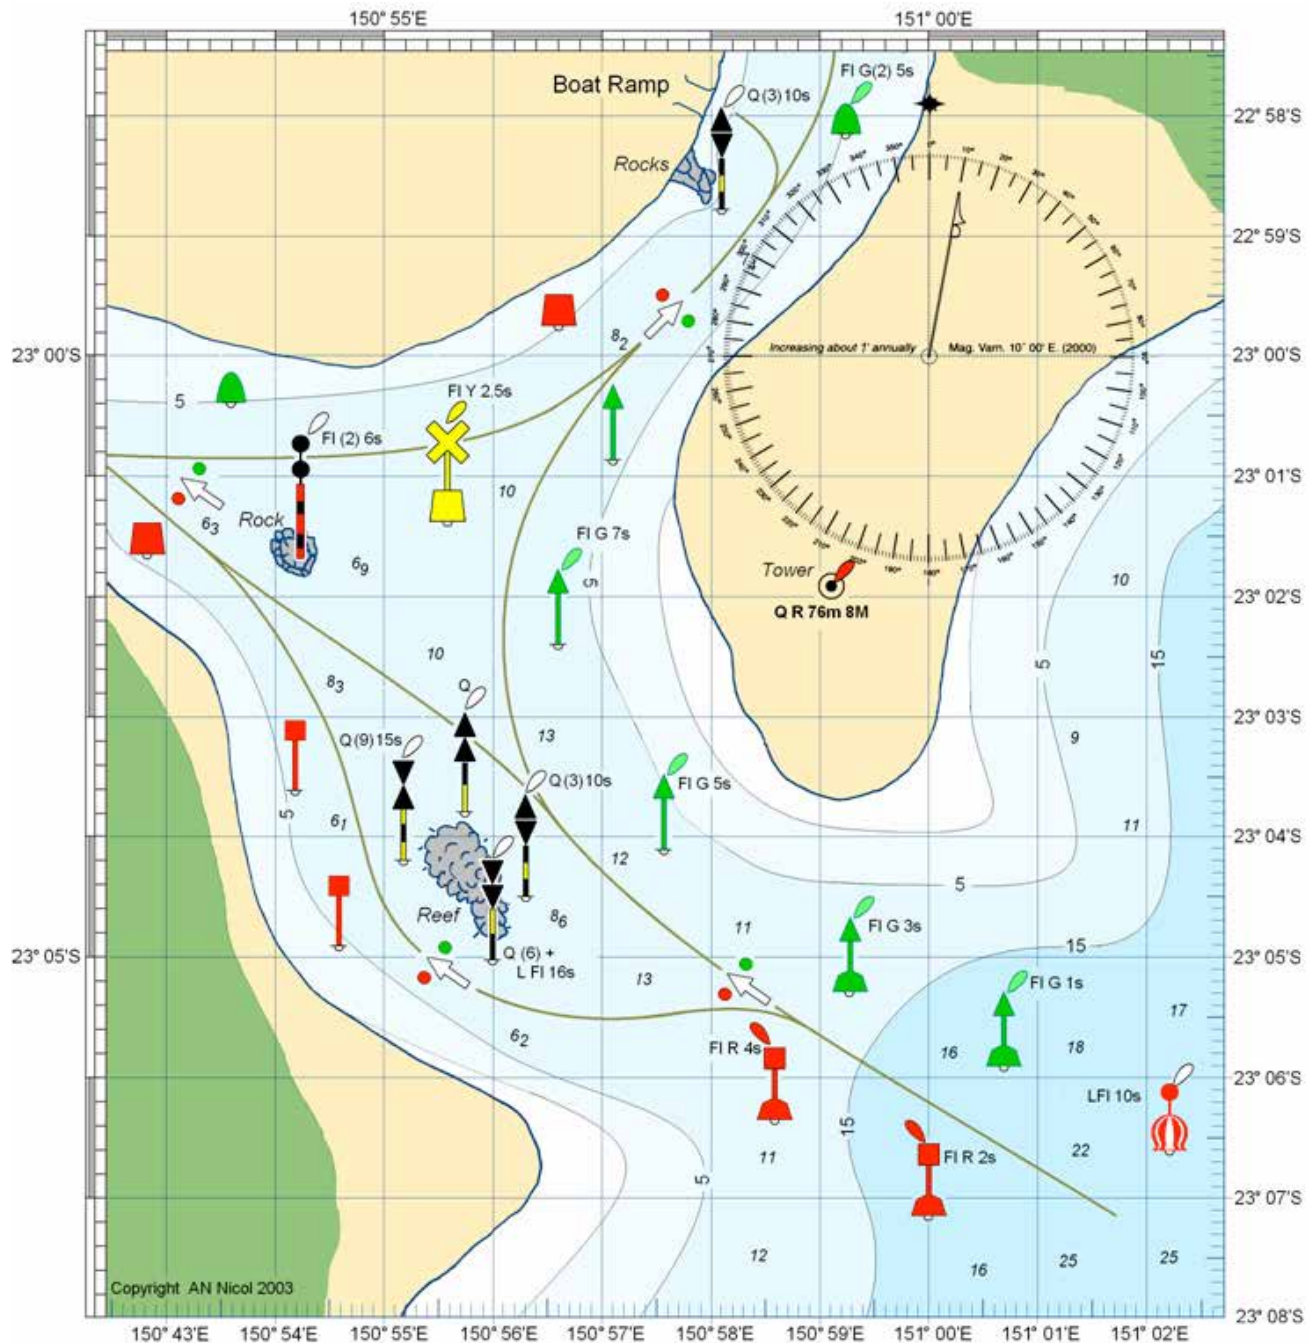 150° 55'E
151° 00'E
Fl G(2) 5s
Boat Ramp
Q (3) 10s
22° 58'S
Rocks
22° 59'S
23° 00'S
8₂
Increasing about 1' annually
Mag. Varn. 10° 00' E. (2000)
23° 00'S
5
Fl Y 2.5s
Fl (2) 6s
10
23° 01'S
6₃
Rock
Fl G 7s
6₉
5
Tower
10
Q R 76m 8M
23° 02'S
10
8₃
5
15
Q
23° 03'S
Q (9) 15s
13
9
Q (3) 10s
Fl G 5s
5
6₁
11
23° 04'S
12
5
Reef
8₆
11
Fl G 3s
15
23° 05'S
Q (6) +
L Fl 16s
13
Fl G 1s
23° 05'S
17
6₂
Fl R 4s
16
18
23° 06'S
LFl 10s
15
11
Fl R 2s
22
5
23° 07'S
12
16
25
25
Copyright AN Nicol 2003
23° 08'S
150° 43'E
150° 54'E
150° 55'E
150° 56'E
150° 57'E
150° 58'E
150° 59'E
151° 00'E
151° 01'E
151° 02'E